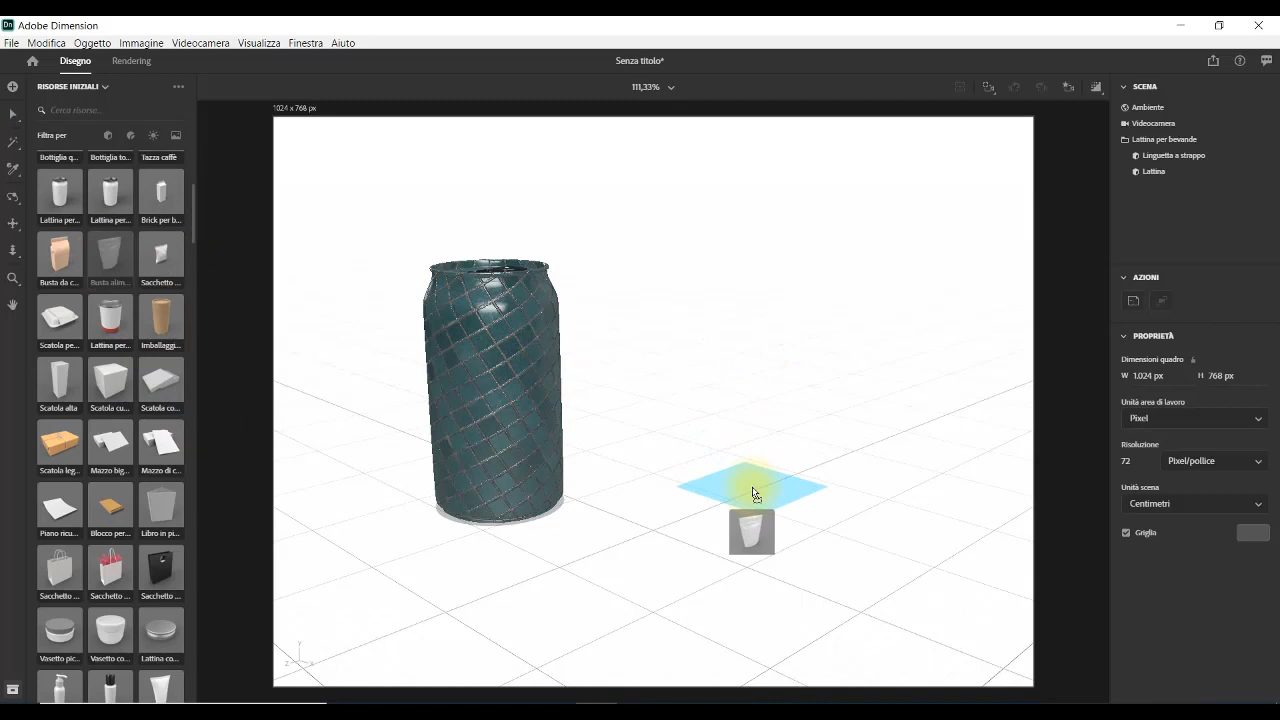 Dn Adobe Dimension
File Modifica Oggetto Immagine Videocamera Visualizza Finestra Aiuto
Disegno Rendering Senza titolo*
RISORSE INIZIALI
111,33%
Cerca risorse...
1024 x 768 px
Filtra per
Bottiglia q... Bottiglia to... Tazza caffè
Lattina per... Lattina per... Brick per b...
Busta da c... Busta alim... Sacchetto ...
Scatola pe... Lattina per... Imballaggi...
Scatola alta Scatola cu... Scatola co...
Scatola leg... Mazzo big... Mazzo di c...
Piano ricu... Blocco per... Libro in pi...
Sacchetto ... Sacchetto ... Sacchetto ...
Vasetto pic... Vasetto co... Lattina co...
Y
Z X
SCENA
Ambiente
Videocamera
Lattina per bevande
Linguetta a strappo
Lattina
AZIONI
PROPRIETÀ
Dimensioni quadro
W 1.024 px H 768 px
Unità area di lavoro
Pixel
Risoluzione
72 Pixel/pollice
Unità scena
Centimetri
Griglia